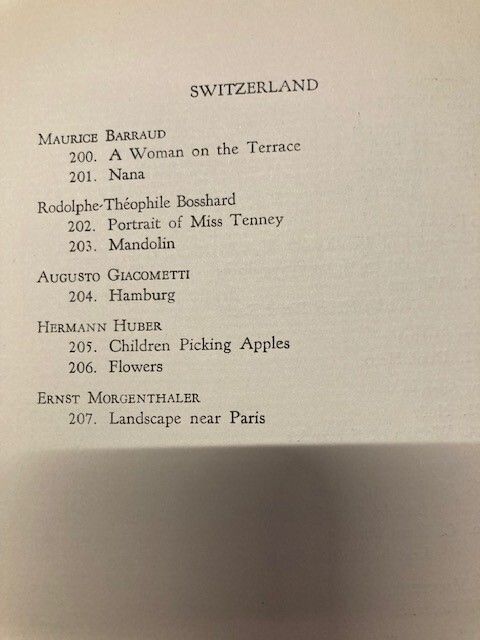 SWITZERLAND
MAURICE BARRAUD
200. A Woman on the Terrace
201. Nana
Rodolphe-Théophile Bosshard
202. Portrait of Miss Tenney
203. Mandolin
AUGUSTO GIACOMETTI
204. Hamburg
HERMANN HUBER
205. Children Picking Apples
206. Flowers
ERNST MORGENTHALER
207. Landscape near Paris